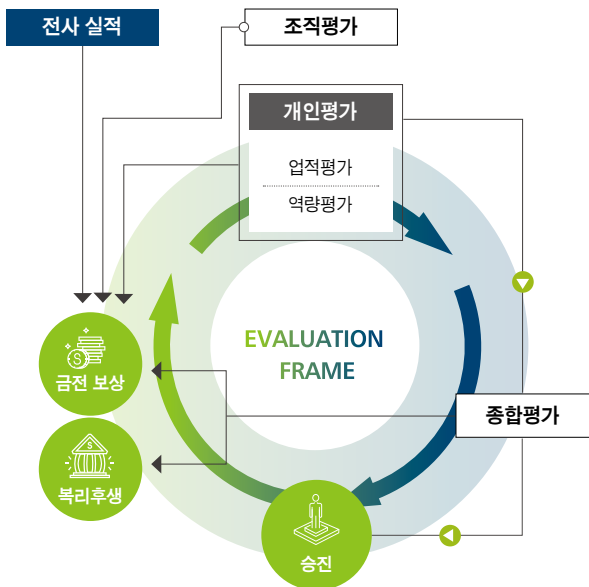 전사 실적
조직평가
개인평가
업적평가
역량평가
EVALUATION
FRAME
금전 보상
종합평가
복리후생
승진